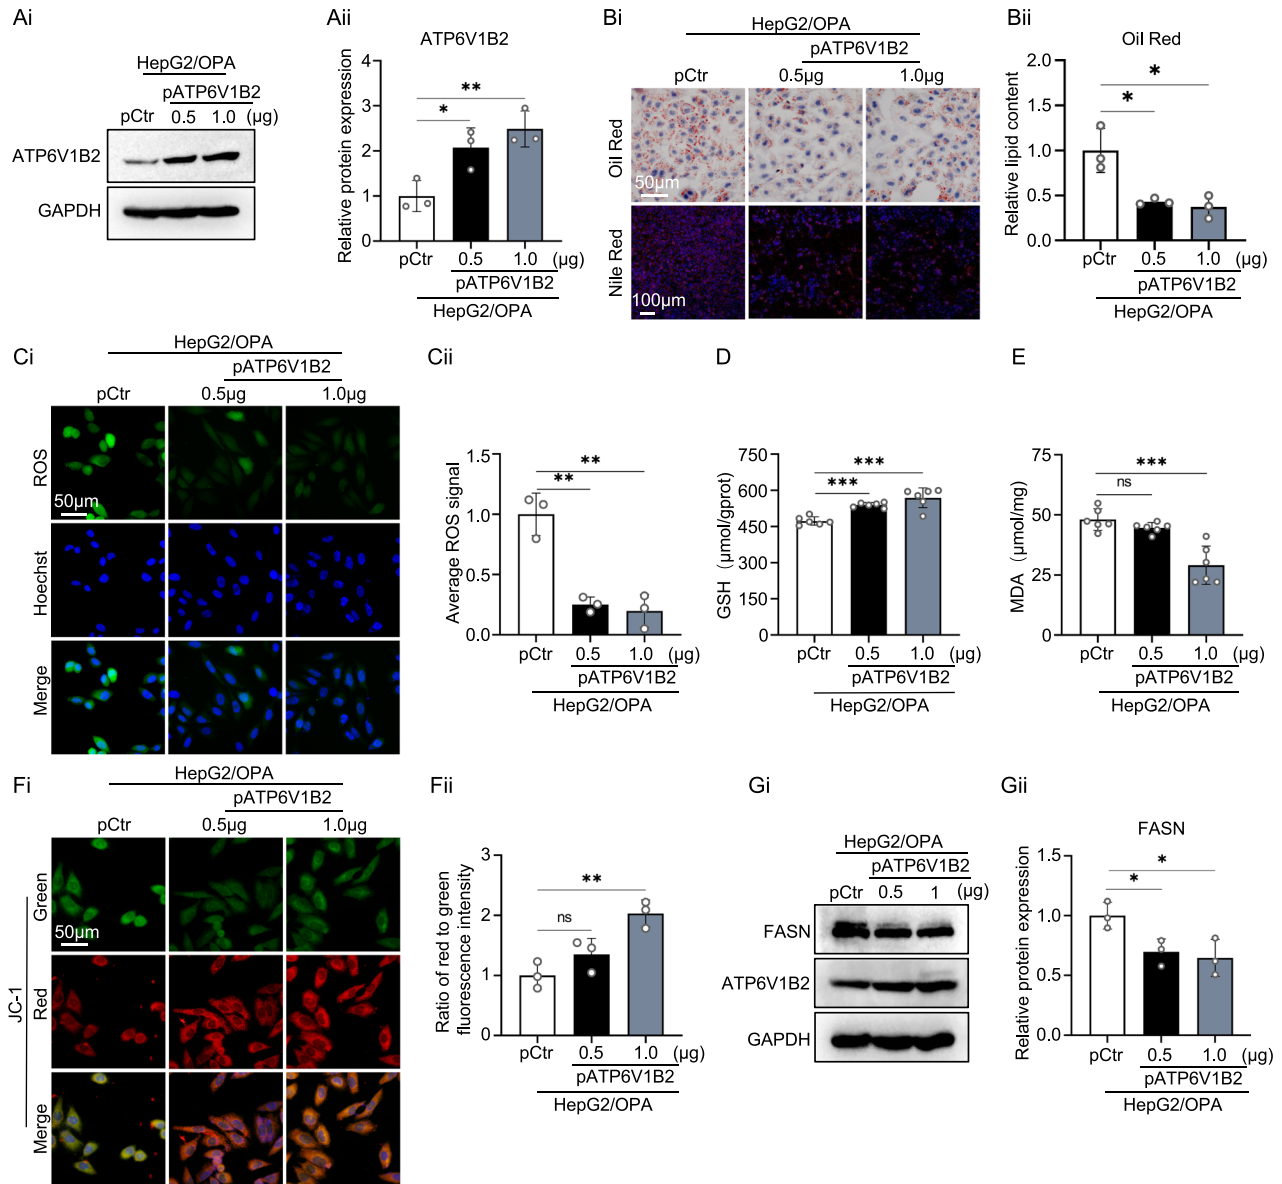 Ai
HepG2/OPA
pATP6V1B2
pCtr 0.5 1.0 (μg)
ATP6V1B2
GAPDH
Aii
ATP6V1B2
Relative protein expression
4
3
2
1
0
*
**
pCtr 0.5 1.0 (μg)
pATP6V1B2
HepG2/OPA
Bi
HepG2/OPA
pATP6V1B2
pCtr 0.5μg 1.0μg
Oil Red
50μm
Nile Red
100μm
Bii
Oil Red
Relative lipid content
2.0
1.5
1.0
0.5
0.0
*
*
pCtr 0.5 1.0 (μg)
pATP6V1B2
HepG2/OPA
Ci
HepG2/OPA
pATP6V1B2
pCtr 0.5μg 1.0μg
ROS
50μm
Hoechst
Merge
Cii
Average ROS signal
1.5
1.0
0.5
0.0
**
**
pCtr 0.5 1.0 (μg)
pATP6V1B2
HepG2/OPA
D
GSH (μmol/gprot)
750
600
450
300
150
0
***
***
pCtr 0.5 1.0 (μg)
pATP6V1B2
HepG2/OPA
E
MDA (μmol/mg)
75
50
25
0
***
ns
pCtr 0.5 1.0 (μg)
pATP6V1B2
HepG2/OPA
Fi
HepG2/OPA
pATP6V1B2
pCtr 0.5μg 1.0μg
JC-1
Green
50μm
Red
Merge
Fii
Ratio of red to green
fluorescence intensity
3
2
1
0
**
ns
pCtr 0.5 1.0 (μg)
pATP6V1B2
HepG2/OPA
Gi
HepG2/OPA
pATP6V1B2
pCtr 0.5 1 (μg)
FASN
ATP6V1B2
GAPDH
Gii
FASN
Relative protein expression
1.5
1.0
0.5
0.0
*
*
pCtr 0.5 1.0 (μg)
pATP6V1B2
HepG2/OPA